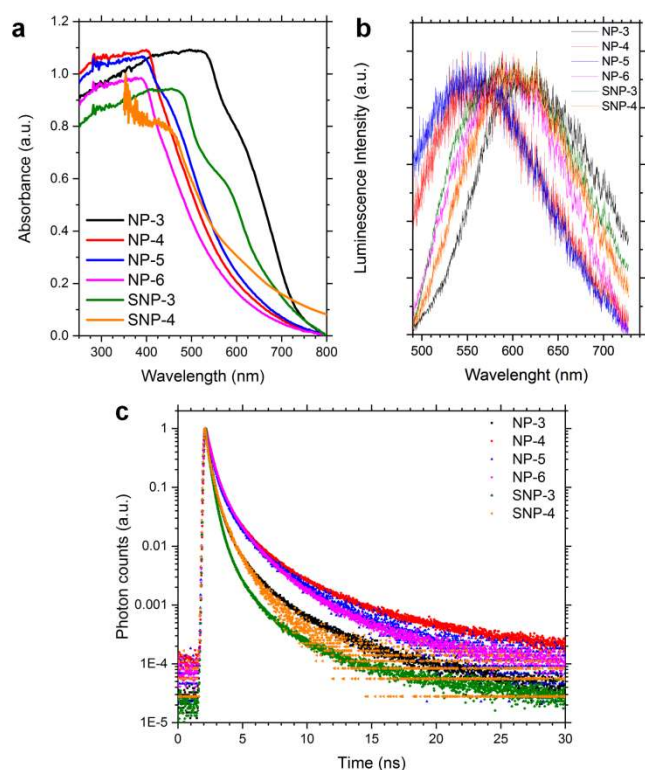 a
Absorbance (a.u.)
1.2
1.0
0.8
0.6
0.4
0.2
0.0
NP-3
NP-4
NP-5
NP-6
SNP-3
SNP-4
300 400 500 600 700 800
Wavelength (nm)
b
Luminescence Intensity (a.u.)
NP-3
NP-4
NP-5
NP-6
SNP-3
SNP-4
500 550 600 650 700
Wavelenght (nm)
c
Photon counts (a.u.)
1
0.1
0.01
0.001
1E-4
1E-5
NP-3
NP-4
NP-5
NP-6
SNP-3
SNP-4
0 5 10 15 20 25 30
Time (ns)